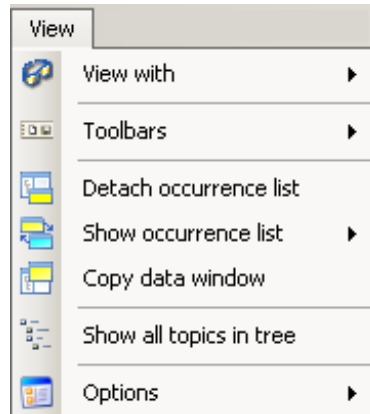 View
View with
Toolbars
Detach occurrence list
Show occurrence list
Copy data window
Show all topics in tree
Options